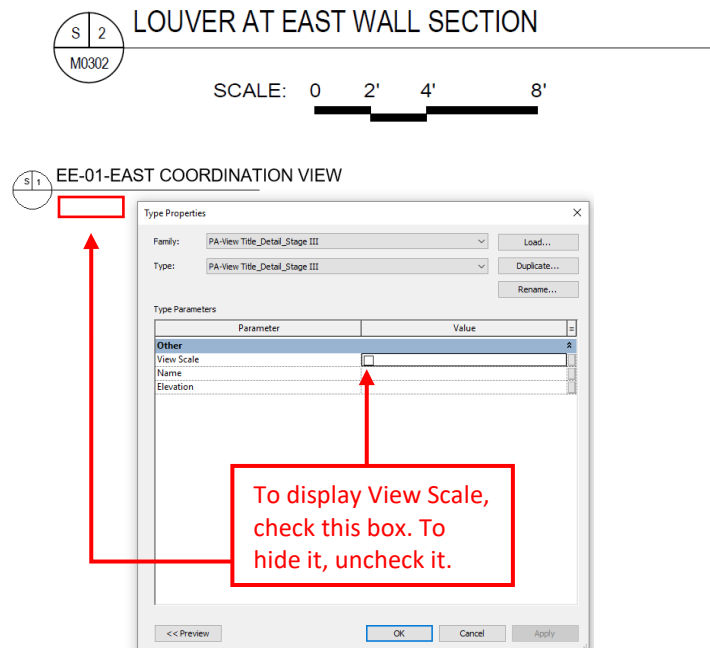 S 2
LOUVER AT EAST WALL SECTION
M0302
SCALE: 0 2' 4' 8'
S 1
EE-01-EAST COORDINATION VIEW
Type Properties
Family: PA-View Title_Detail_Stage III Load...
Type: PA-View Title_Detail_Stage III Duplicate...
Rename...
Type Parameters
Parameter Value =
Other
View Scale
Name
Elevation
To display View Scale,
check this box. To
hide it, uncheck it.
<< Preview OK Cancel Apply